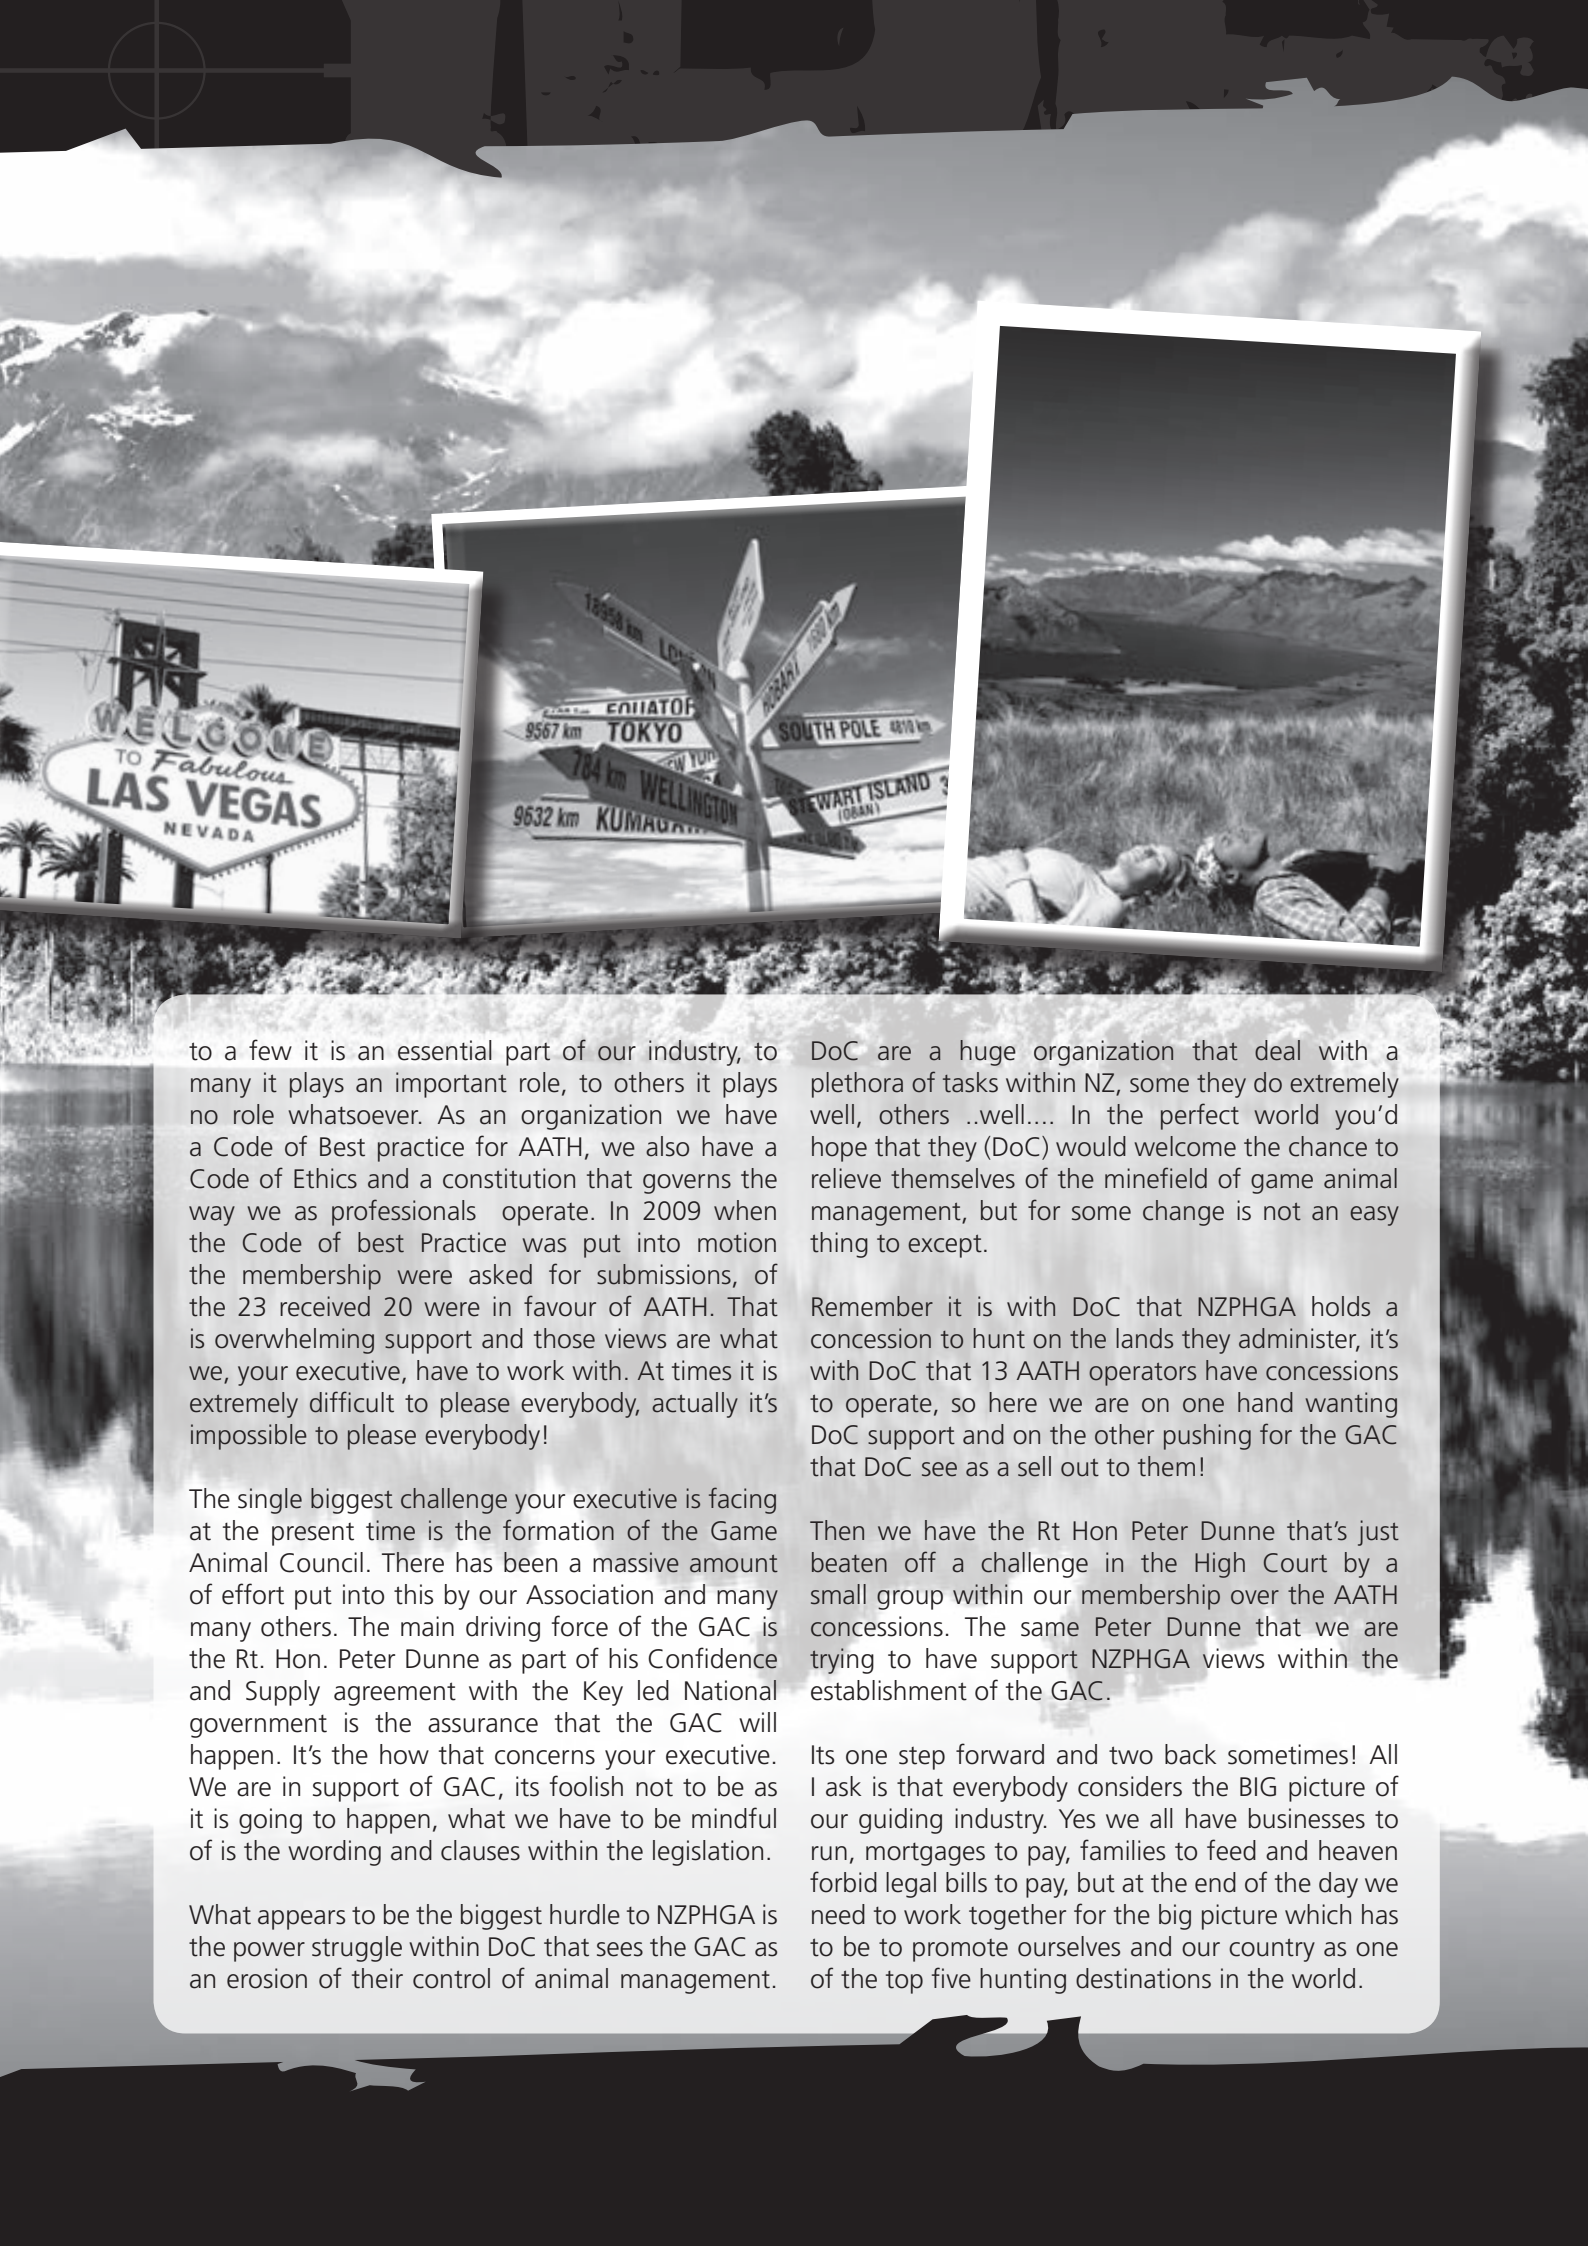 WELCOME
TO Fabulous
LAS VEGAS
NEVADA
18958 km LONDON
HOBART
EQUATOR
9567 km TOKYO
SOUTH POLE 4810 km
NEW YORK
784 km WELLINGTON
STEWART ISLAND
(OBAN)
9632 km
to a few it is an essential part of our industry, to
many it plays an important role, to others it plays
no role whatsoever. As an organization we have
a Code of Best practice for AATH, we also have a
Code of Ethics and a constitution that governs the
way we as professionals operate. In 2009 when
the Code of best Practice was put into motion
the membership were asked for submissions, of
the 23 received 20 were in favour of AATH. That
is overwhelming support and those views are what
we, your executive, have to work with. At times it is
extremely difficult to please everybody, actually it's
impossible to please everybody!
The single biggest challenge your executive is facing
at the present time is the formation of the Game
Animal Council. There has been a massive amount
of effort put into this by our Association and many
many others. The main driving force of the GAC is
the Rt. Hon. Peter Dunne as part of his Confidence
and Supply agreement with the Key led National
government is the assurance that the GAC will
happen. It's the how that concerns your executive.
We are in support of GAC, its foolish not to be as
it is going to happen, what we have to be mindful
of is the wording and clauses within the legislation.
What appears to be the biggest hurdle to NZPHGA is
the power struggle within DoC that sees the GAC as
an erosion of their control of animal management.
DoC are a huge organization that deal with a
plethora of tasks within NZ, some they do extremely
well, others ..well.... In the perfect world you'd
hope that they (DoC) would welcome the chance to
relieve themselves of the minefield of game animal
management, but for some change is not an easy
thing to except.
Remember it is with DoC that NZPHGA holds a
concession to hunt on the lands they administer, it's
with DoC that 13 AATH operators have concessions
to operate, so here we are on one hand wanting
DoC support and on the other pushing for the GAC
that DoC see as a sell out to them!
Then we have the Rt Hon Peter Dunne that's just
beaten off a challenge in the High Court by a
small group within our membership over the AATH
concessions. The same Peter Dunne that we are
trying to have support NZPHGA views within the
establishment of the GAC.
Its one step forward and two back sometimes! All
I ask is that everybody considers the BIG picture of
our guiding industry. Yes we all have businesses to
run, mortgages to pay, families to feed and heaven
forbid legal bills to pay, but at the end of the day we
need to work together for the big picture which has
to be to promote ourselves and our country as one
of the top five hunting destinations in the world.